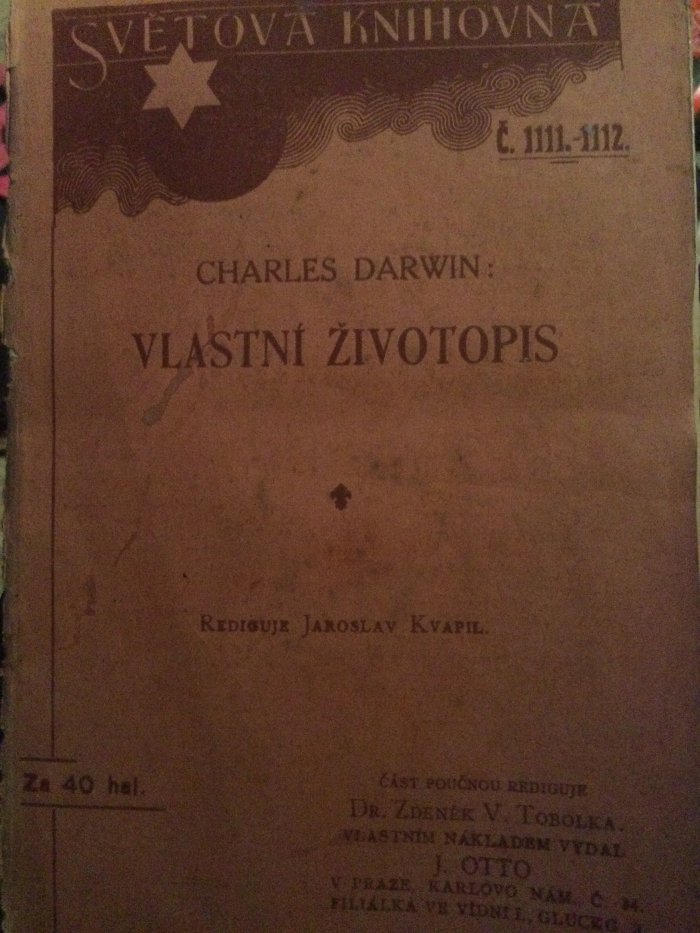 SVĚTOVÁ KNIHOVNA
Č. 1111.-1112.
CHARLES DARWIN:
VLASTNÍ ŽIVOTOPIS
REDIGUJE JAROSLAV KVAPIL.
Za 40 hal.
ČÁST POUČNOU REDIGUJE
DR. ZDENĚK V. TOBOLKA.
VLASTNÍM NÁKLADEM VYDAL
J. OTTO
V PRAZE, KARLOVO NÁM. Č. 34.
FILIÁLKA VE VÍDNI I., GLUCKG.